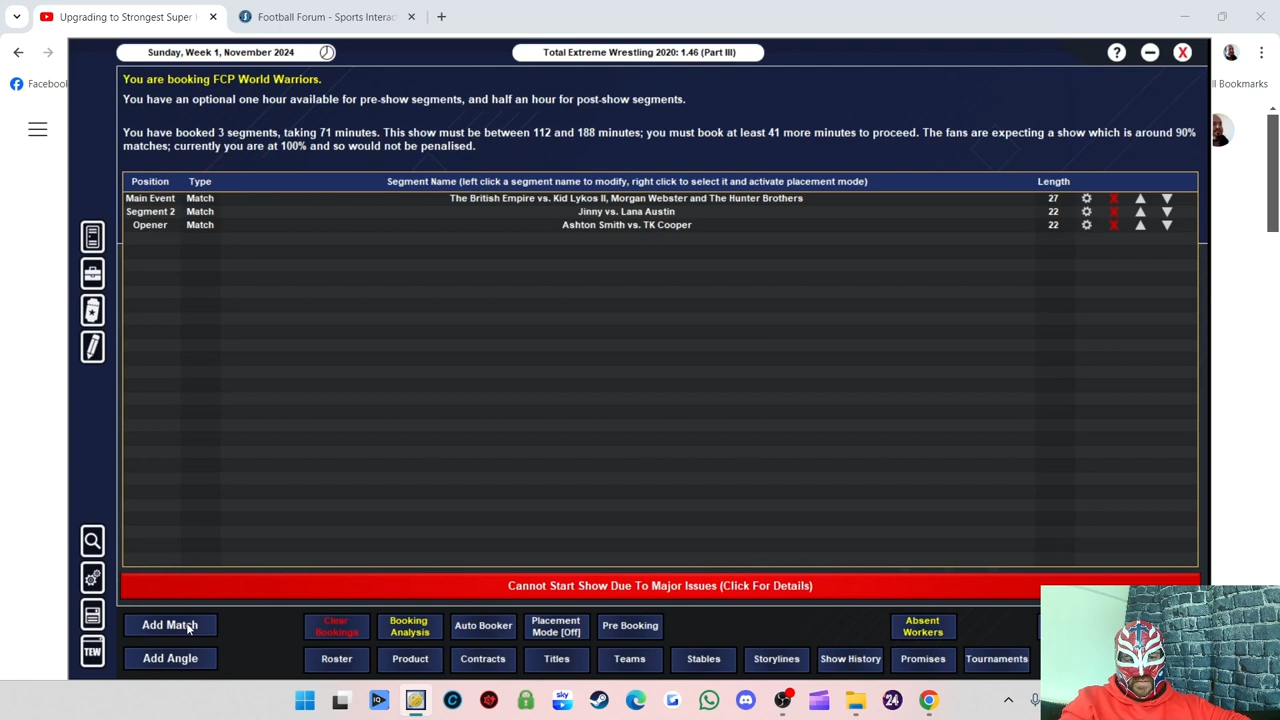 Upgrading to Strongest Super
Football Forum - Sports Interac
Facebook
ll Bookmarks
Sunday, Week 1, November 2024
Total Extreme Wrestling 2020: 1.46 (Part III)
?
X
You are booking FCP World Warriors.
You have an optional one hour available for pre-show segments, and half an hour for post-show segments.
You have booked 3 segments, taking 71 minutes. This show must be between 112 and 188 minutes; you must book at least 41 more minutes to proceed. The fans are expecting a show which is around 90%
matches; currently you are at 100% and so would not be penalised.
Position Type Segment Name (left click a segment name to modify, right click to select it and activate placement mode) Length
Main Event Match The British Empire vs. Kid Lykos II, Morgan Webster and The Hunter Brothers 27 X
Segment 2 Match Jinny vs. Lana Austin 22 X
Opener Match Ashton Smith vs. TK Cooper 22 X
Cannot Start Show Due To Major Issues (Click For Details)
Add Match
Clear
Bookings
Booking
Analysis
Auto Booker
Placement
Mode [Off]
Pre Booking
Absent
Workers
Add Angle
Roster
Product
Contracts
Titles
Teams
Stables
Storylines
Show History
Promises
Tournaments
TEW
sky
24